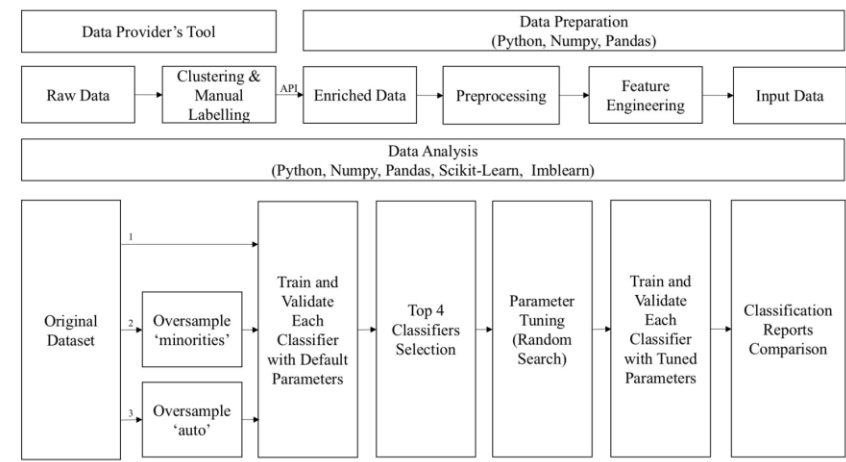 Data Provider's Tool
Data Preparation
(Python, Numpy, Pandas)
Raw Data
Clustering &
Manual
Labelling
API
Enriched Data
Preprocessing
Feature
Engineering
Input Data
Data Analysis
(Python, Numpy, Pandas, Scikit-Learn, Imblearn)
Original
Dataset
1
2
3
Oversample
‘minorities’
Oversample
‘auto’
Train and
Validate
Each
Classifier
with Default
Parameters
Top 4
Classifiers
Selection
Parameter
Tuning
(Random
Search)
Train and
Validate
Each
Classifier
with Tuned
Parameters
Classification
Reports
Comparison